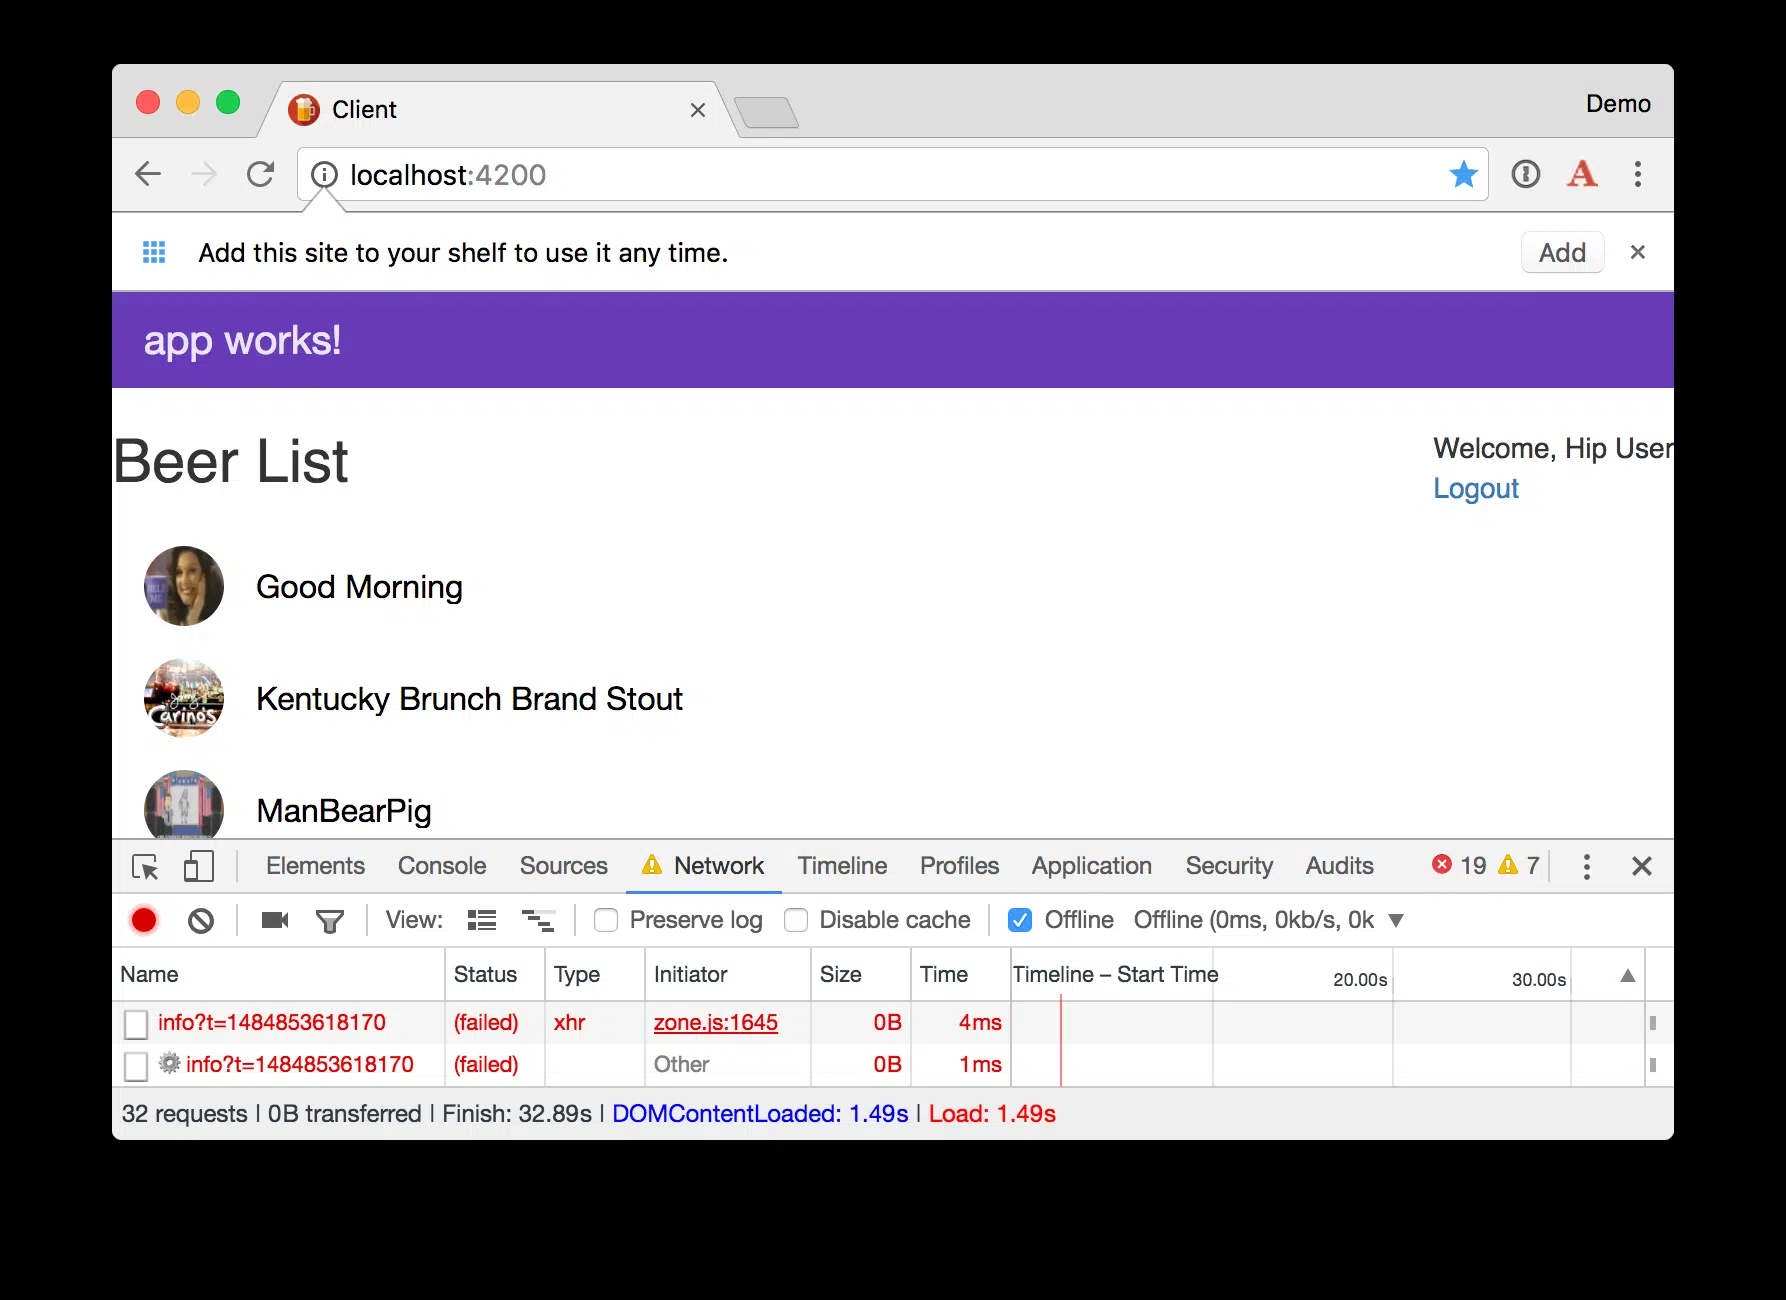 Client
Demo
localhost:4200
Add this site to your shelf to use it any time.
Add
app works!
Beer List
Welcome, Hip User
Logout
Good Morning
Carino's
Kentucky Brunch Brand Stout
ManBearPig
Elements Console Sources Network Timeline Profiles Application Security Audits 19 7
View: Preserve log Disable cache Offline Offline (0ms, 0kb/s, 0k
Name Status Type Initiator Size Time Timeline – Start Time 20.00s 30.00s
info?t=1484853618170 (failed) xhr zone.js:1645 0B 4ms
info?t=1484853618170 (failed) Other 0B 1ms
32 requests | 0B transferred | Finish: 32.89s | DOMContentLoaded: 1.49s | Load: 1.49s